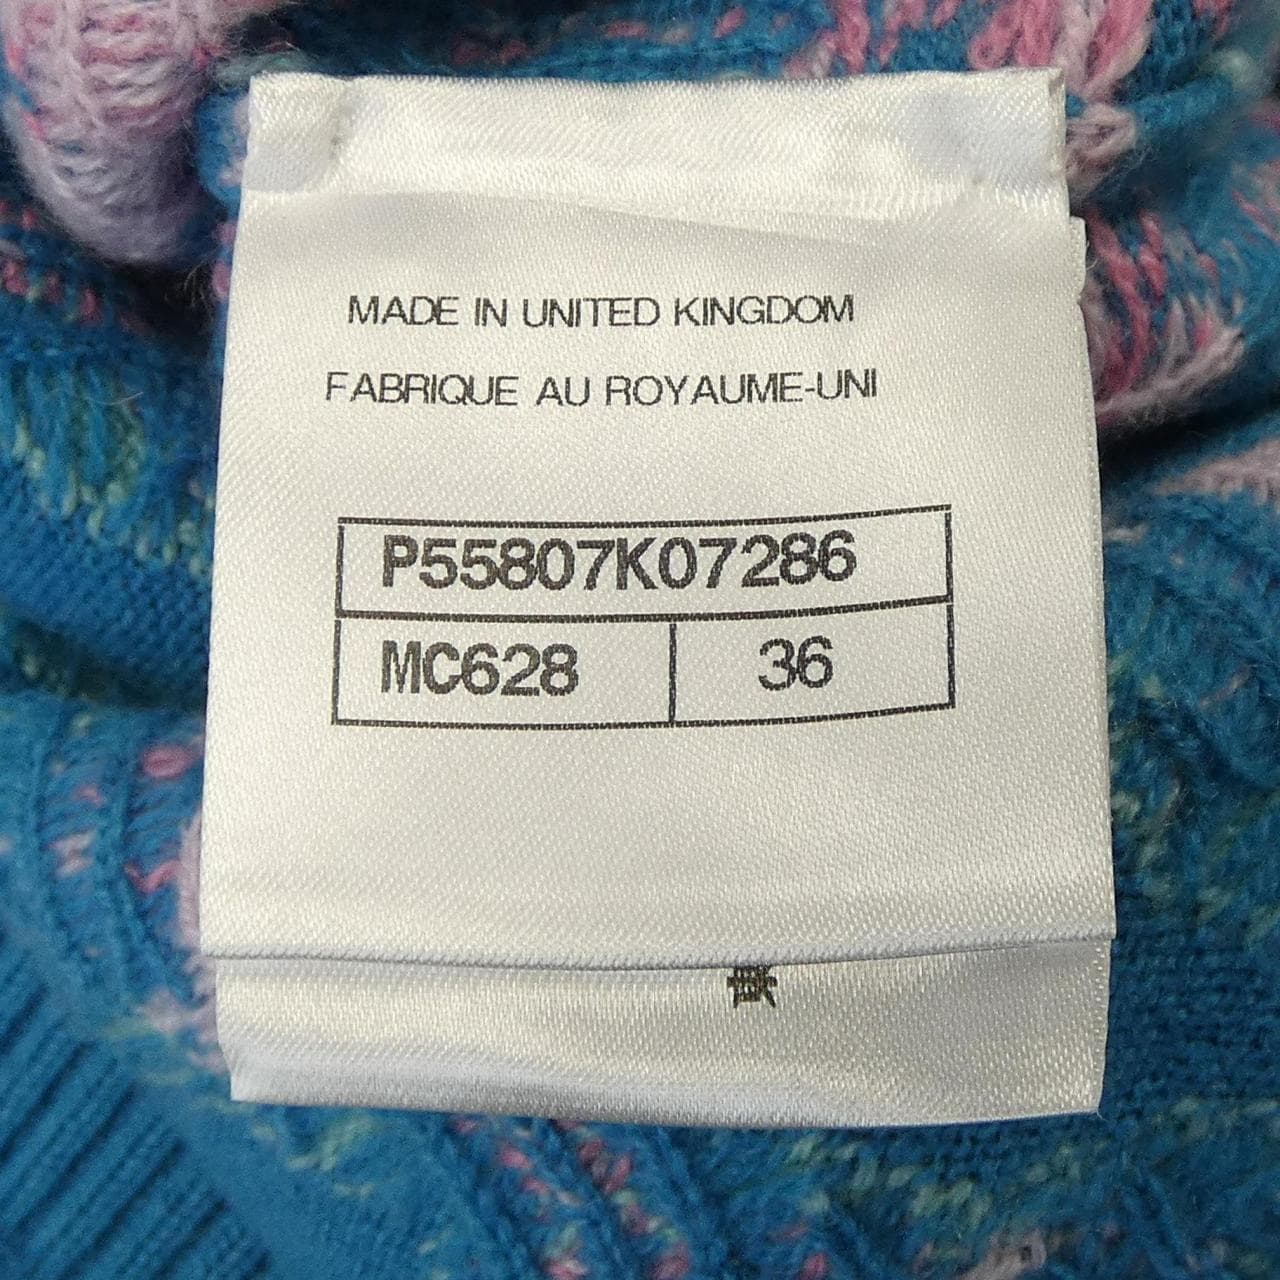 MADE IN UNITED KINGDOM
FABRIQUE AU ROYAUME-UNI
P55807K07286
MC628 36